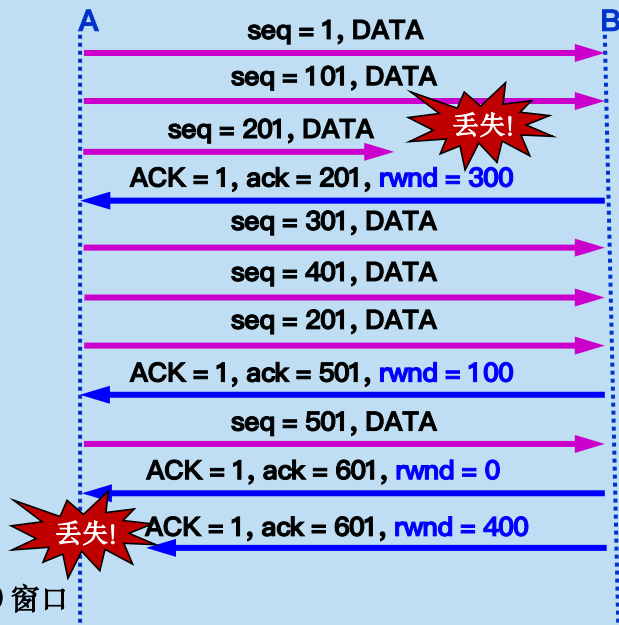 A B
seq = 1, DATA
seq = 101, DATA
丢失!
seq = 201, DATA
ACK = 1, ack = 201, rwnd = 300
seq = 301, DATA
seq = 401, DATA
seq = 201, DATA
ACK = 1, ack = 501, rwnd = 100
seq = 501, DATA
ACK = 1, ack = 601, rwnd = 0
丢失!
ACK = 1, ack = 601, rwnd = 400
窗口